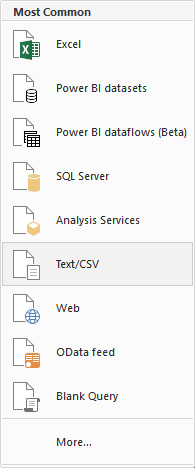 Most Common
Excel
Power BI datasets
Power BI dataflows (Beta)
SQL Server
Analysis Services
Text/CSV
Web
OData feed
Blank Query
More...